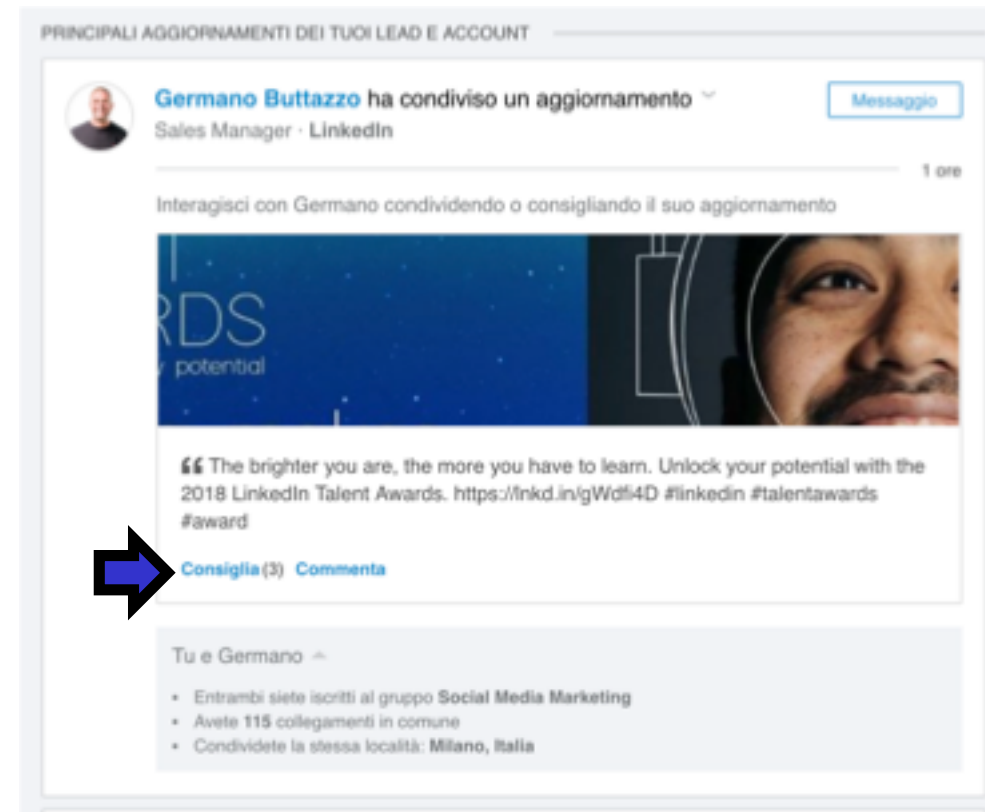 PRINCIPALI AGGIORNAMENTI DEI TUOI LEAD E ACCOUNT
Germano Buttazzo ha condiviso un aggiornamento
Messaggio
Sales Manager · LinkedIn
1 ore
Interagisci con Germano condividendo o consigliando il suo aggiornamento
RDS
y potential
❝ The brighter you are, the more you have to learn. Unlock your potential with the
2018 LinkedIn Talent Awards. https://lnkd.in/gWdfi4D #linkedin #talentawards
#award
Consiglia (3) Commenta
Tu e Germano
• Entrambi siete iscritti al gruppo Social Media Marketing
• Avete 115 collegamenti in comune
• Condividete la stessa località: Milano, Italia